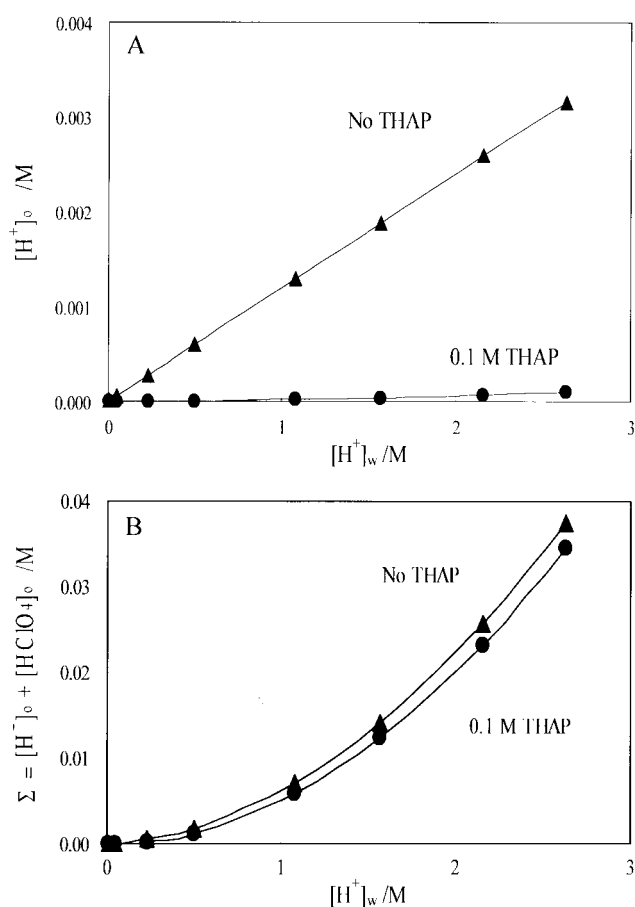 A
0.004
0.003
0.002
0.001
0.000
[H⁺]ₒ /M
No THAP
0.1 M THAP
0 1 2 3
[H⁺]w /M
B
0.04
0.03
0.02
0.01
0.00
Σ = [H⁺]ₒ + [HClO₄]ₒ /M
No THAP
0.1 M THAP
0 1 2 3
[H⁺]w /M